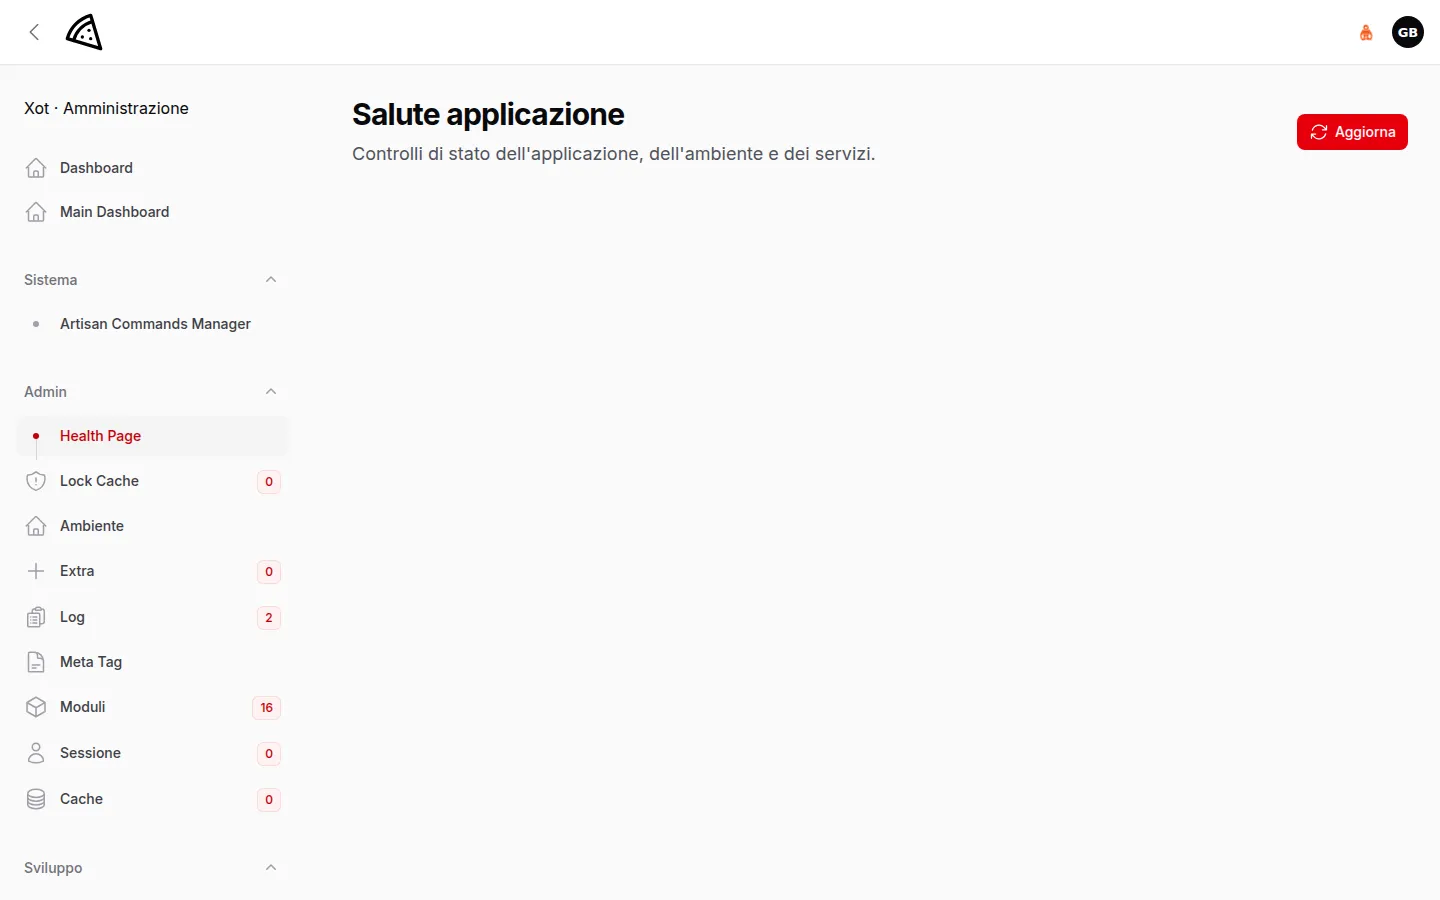 GB
Xot · Amministrazione
Dashboard
Main Dashboard
Sistema
Artisan Commands Manager
Admin
Health Page
Lock Cache 0
Ambiente
Extra 0
Log 2
Meta Tag
Moduli 16
Sessione 0
Cache 0
Sviluppo
Salute applicazione
Controlli di stato dell'applicazione, dell'ambiente e dei servizi.
Aggiorna